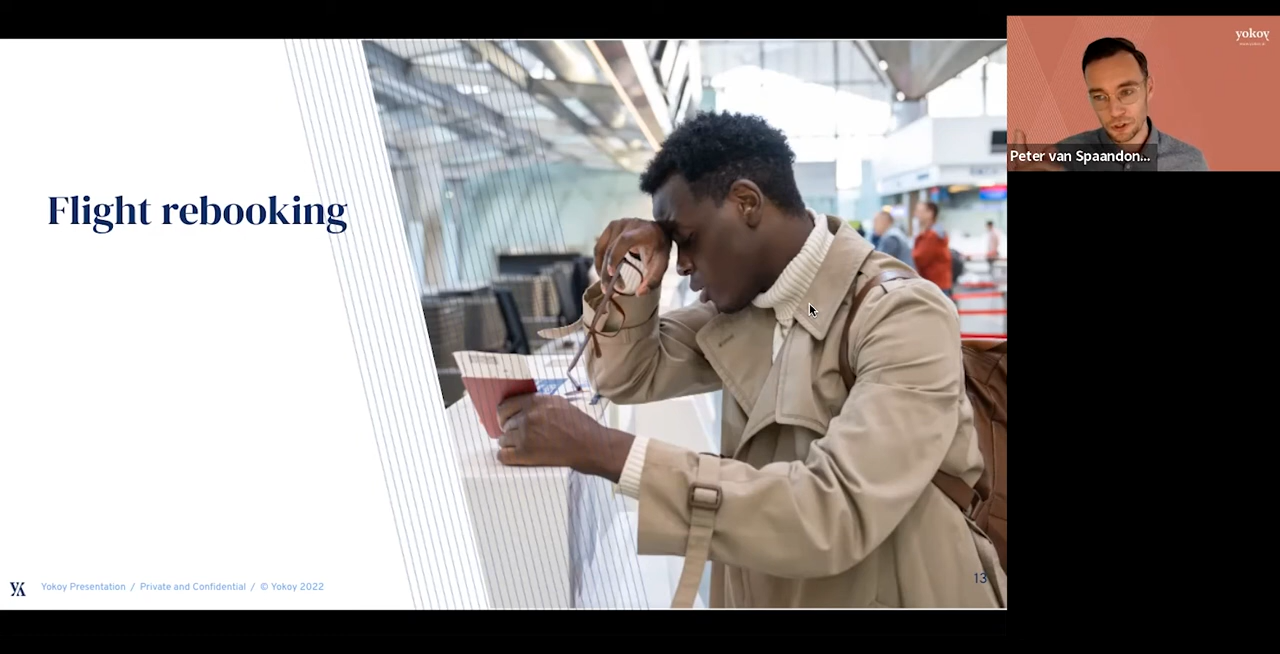 Flight rebooking
Yokoy Presentation / Private and Confidential / © Yokoy 2022
13
yokoy
Peter van Spaandon...